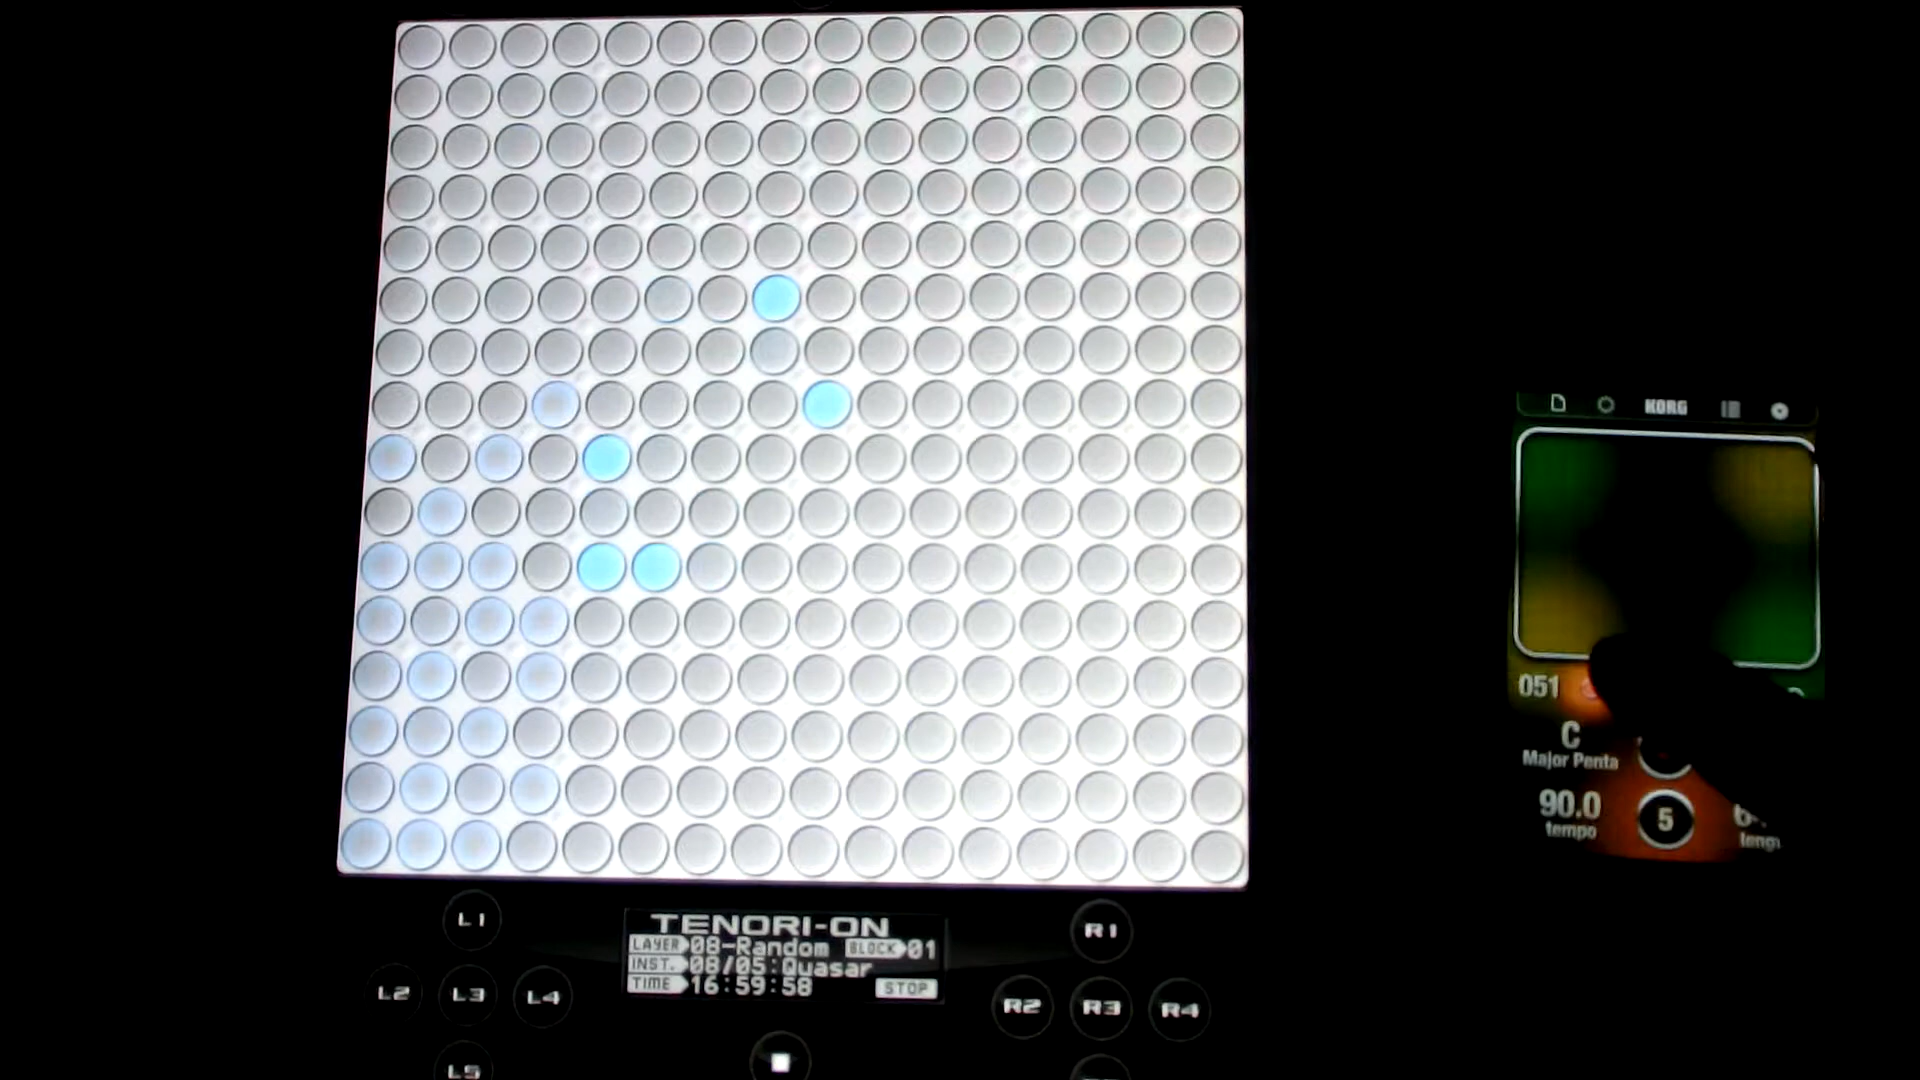 KORG
051
C
Major Penta
90.0
tempo
5
L1
R1
TENORI-ON
LAYER 08-Random BLOCK 01
INST. 08/05:Quasar
TIME 16:59:58 STOP
L2 L3 L4
R2 R3 R4
L5